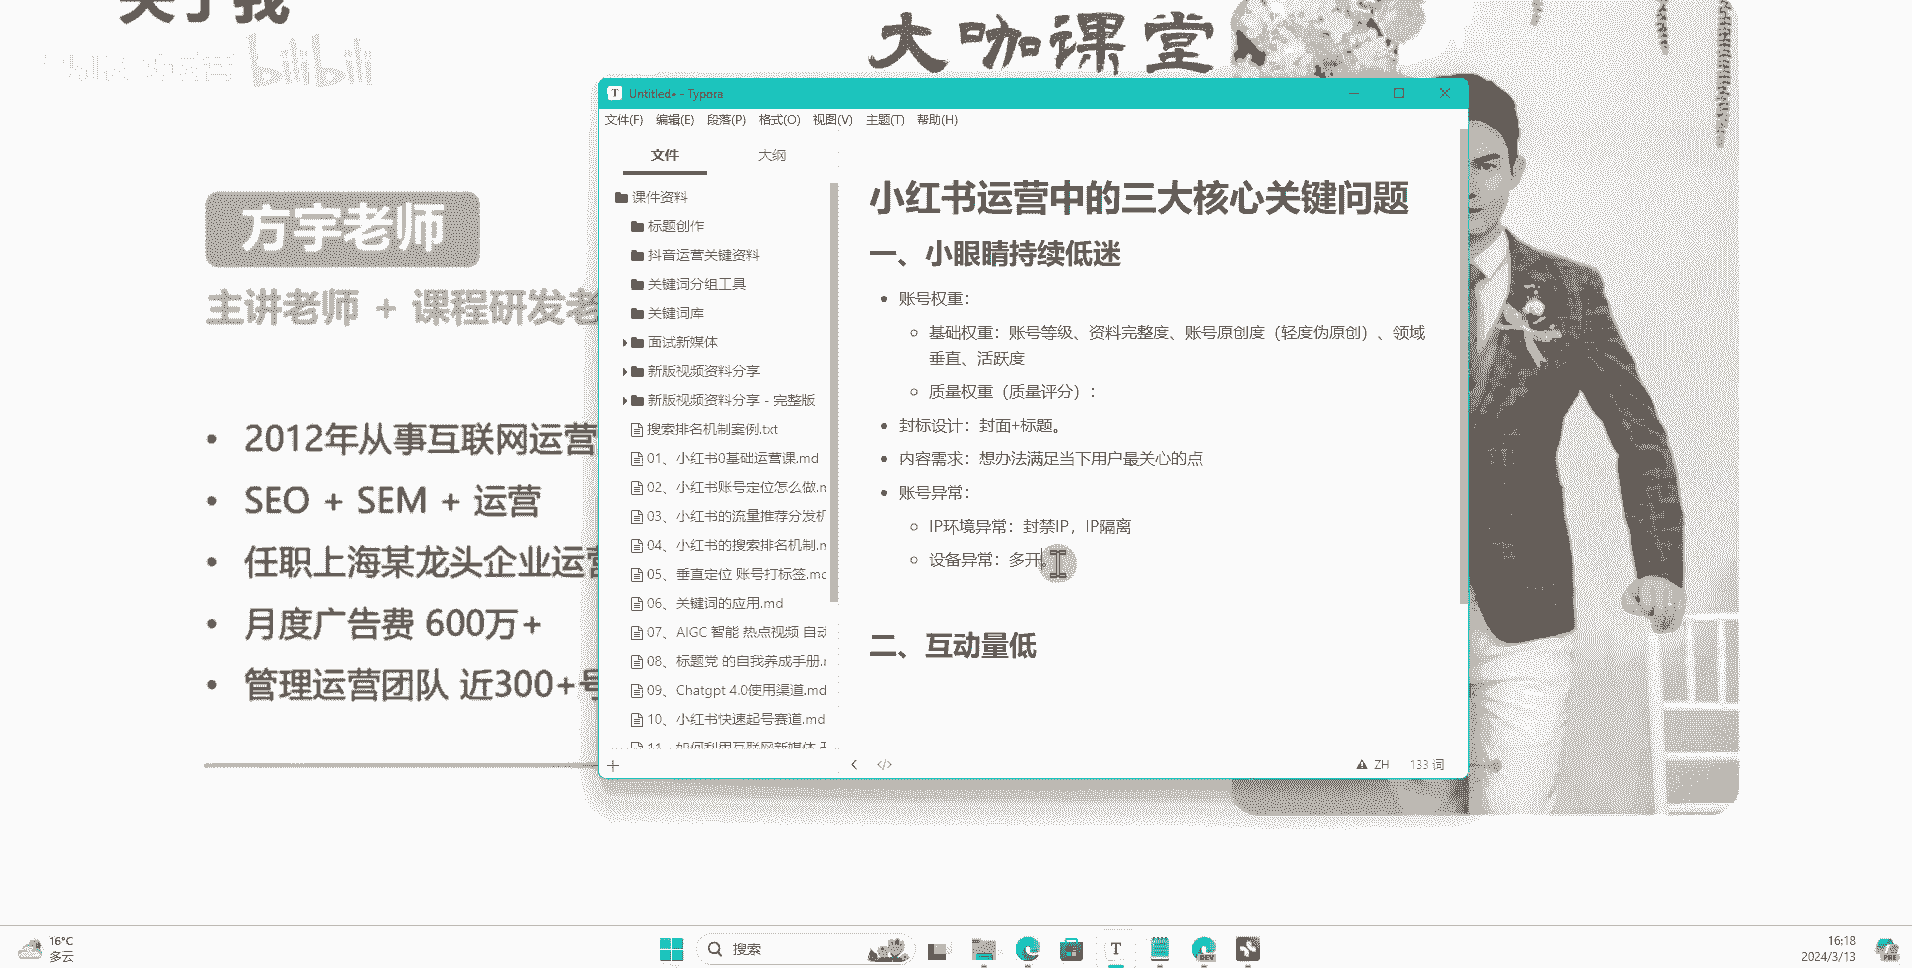 关于我
bilibili
大咖课堂
方宇老师
主讲老师 + 课程研发老
2012年从事互联网运营
SEO + SEM + 运营
任职上海某龙头企业运营
月度广告费 600万+
管理运营团队 近300+号
Untitled• - Typora
文件(F) 编辑(E) 段落(P) 格式(O) 视图(V) 主题(T) 帮助(H)
文件 大纲
课件资料
标题创作
抖音运营关键资料
关键词分组工具
关键词库
面试新媒体
新版视频资料分享
新版视频资料分享 - 完整版
搜索排名机制案例.txt
01、小红书0基础运营课.md
02、小红书账号定位怎么做.m
03、小红书的流量推荐分发机
04、小红书的搜索排名机制.m
05、垂直定位 账号打标签.md
06、关键词的应用.md
07、AIGC 智能 热点视频 自动
08、标题党 的自我养成手册.m
09、Chatgpt 4.0使用渠道.md
10、小红书快速起号赛道.md
11、如何利用互联网新媒体
小红书运营中的三大核心关键问题
一、小眼睛持续低迷
账号权重：
基础权重：账号等级、资料完整度、账号原创度（轻度伪原创）、领域
垂直、活跃度
质量权重（质量评分）：
封标设计：封面+标题。
内容需求：想办法满足当下用户最关心的点
账号异常：
IP环境异常：封禁IP，IP隔离
设备异常：多开。
二、互动量低
ZH 133 词
16°C
多云
搜索
DEV
16:18
2024/3/13
PRE